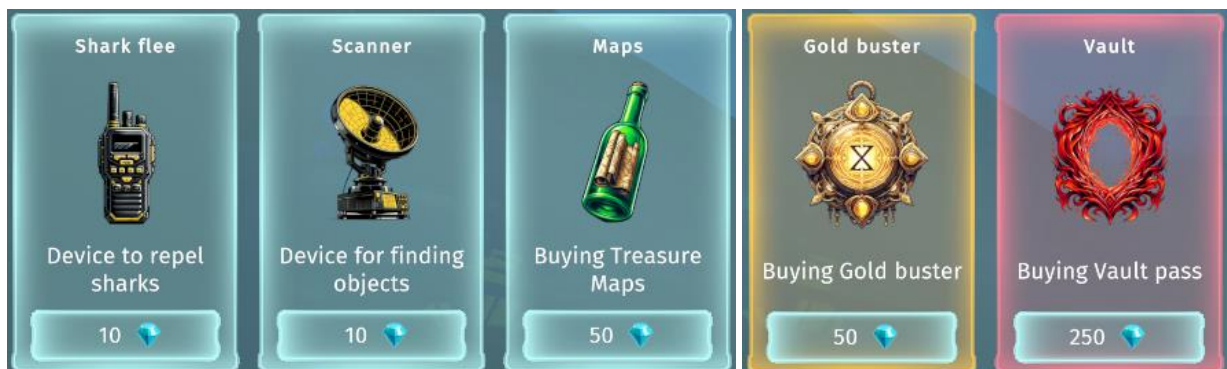 Shark flee
Device to repel
sharks
10
Scanner
Device for finding
objects
10
Maps
Buying Treasure
Maps
50
Gold buster
X
Buying Gold buster
50
Vault
Buying Vault pass
250